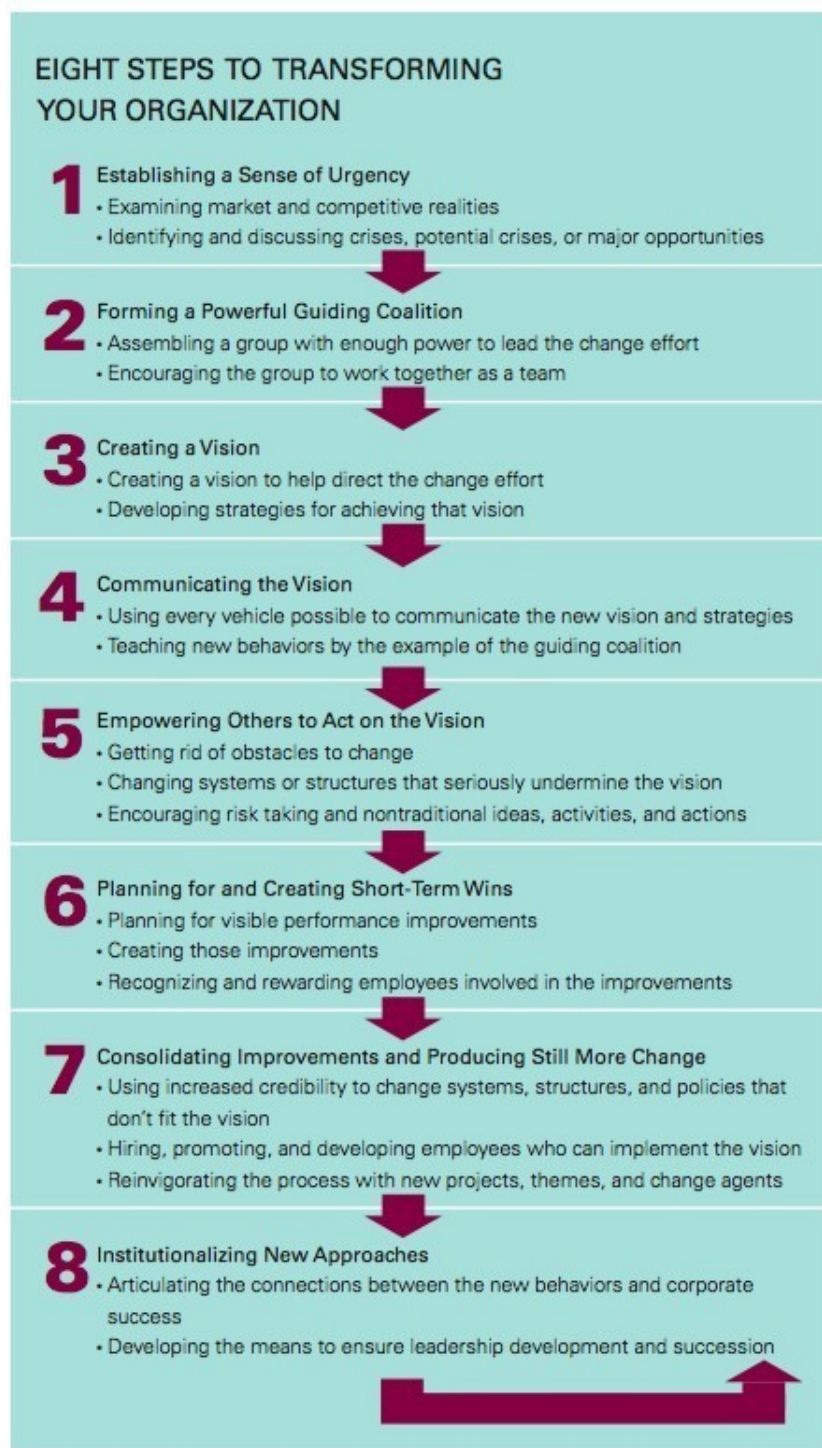 EIGHT STEPS TO TRANSFORMING
YOUR ORGANIZATION
1 Establishing a Sense of Urgency
• Examining market and competitive realities
• Identifying and discussing crises, potential crises, or major opportunities
2 Forming a Powerful Guiding Coalition
• Assembling a group with enough power to lead the change effort
• Encouraging the group to work together as a team
3 Creating a Vision
• Creating a vision to help direct the change effort
• Developing strategies for achieving that vision
4 Communicating the Vision
• Using every vehicle possible to communicate the new vision and strategies
• Teaching new behaviors by the example of the guiding coalition
5 Empowering Others to Act on the Vision
• Getting rid of obstacles to change
• Changing systems or structures that seriously undermine the vision
• Encouraging risk taking and nontraditional ideas, activities, and actions
6 Planning for and Creating Short-Term Wins
• Planning for visible performance improvements
• Creating those improvements
• Recognizing and rewarding employees involved in the improvements
7 Consolidating Improvements and Producing Still More Change
• Using increased credibility to change systems, structures, and policies that
don't fit the vision
• Hiring, promoting, and developing employees who can implement the vision
• Reinvigorating the process with new projects, themes, and change agents
8 Institutionalizing New Approaches
• Articulating the connections between the new behaviors and corporate
success
• Developing the means to ensure leadership development and succession